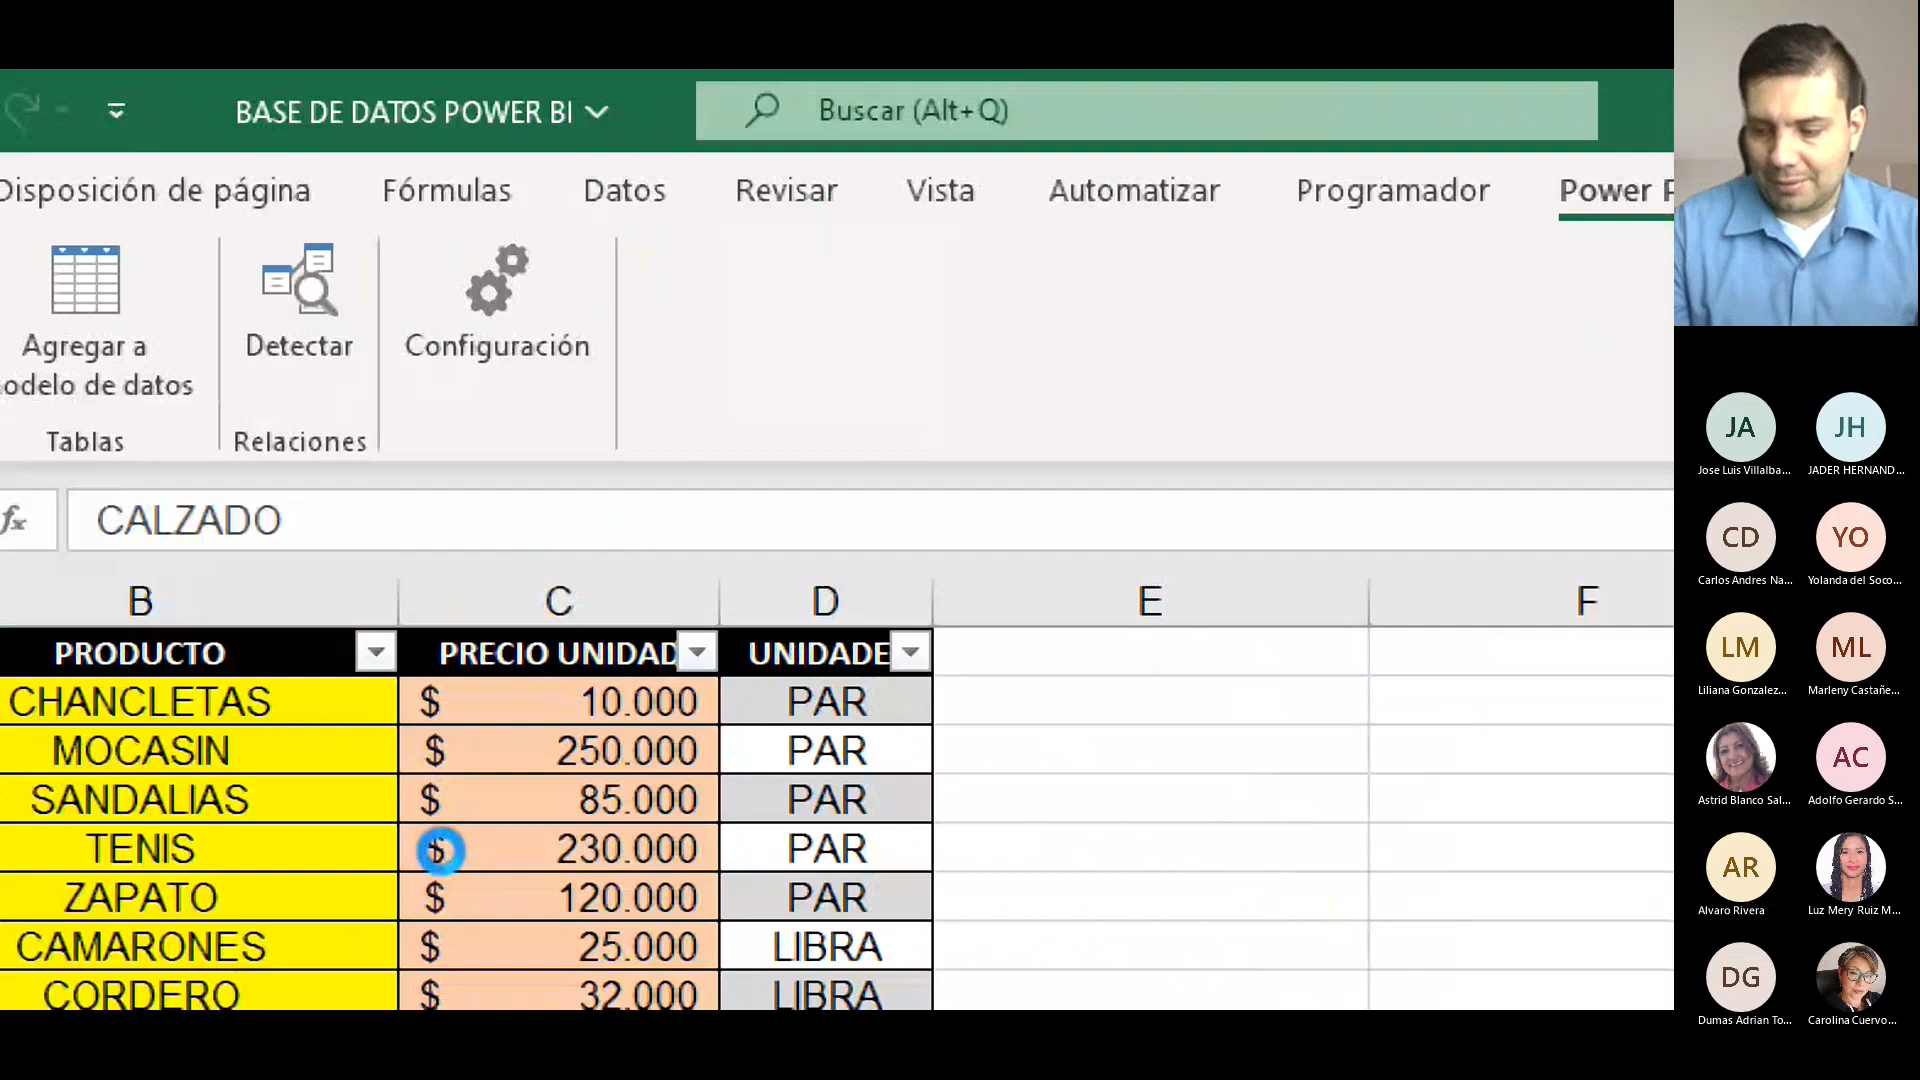 BASE DE DATOS POWER BI
Buscar (Alt+Q)
Disposición de página Fórmulas Datos Revisar Vista Automatizar Programador Power P
Agregar a
odelo de datos
Detectar
Configuración
Tablas
Relaciones
fx CALZADO
B C D E F
PRODUCTO PRECIO UNIDAD UNIDADE
CHANCLETAS $ 10.000 PAR
MOCASIN $ 250.000 PAR
SANDALIAS $ 85.000 PAR
TENIS $ 230.000 PAR
ZAPATO $ 120.000 PAR
CAMARONES $ 25.000 LIBRA
CORDERO $ 32.000 LIBRA
JA JH
Jose Luis Villalba... JADER HERNAND...
CD YO
Carlos Andres Na... Yolanda del Soco...
LM ML
Liliana Gonzalez... Marleny Castañe...
AC
Astrid Blanco Sal... Adolfo Gerardo S...
AR
Alvaro Rivera Luz Mery Ruiz M...
DG
Dumas Adrian To... Carolina Cuervo...